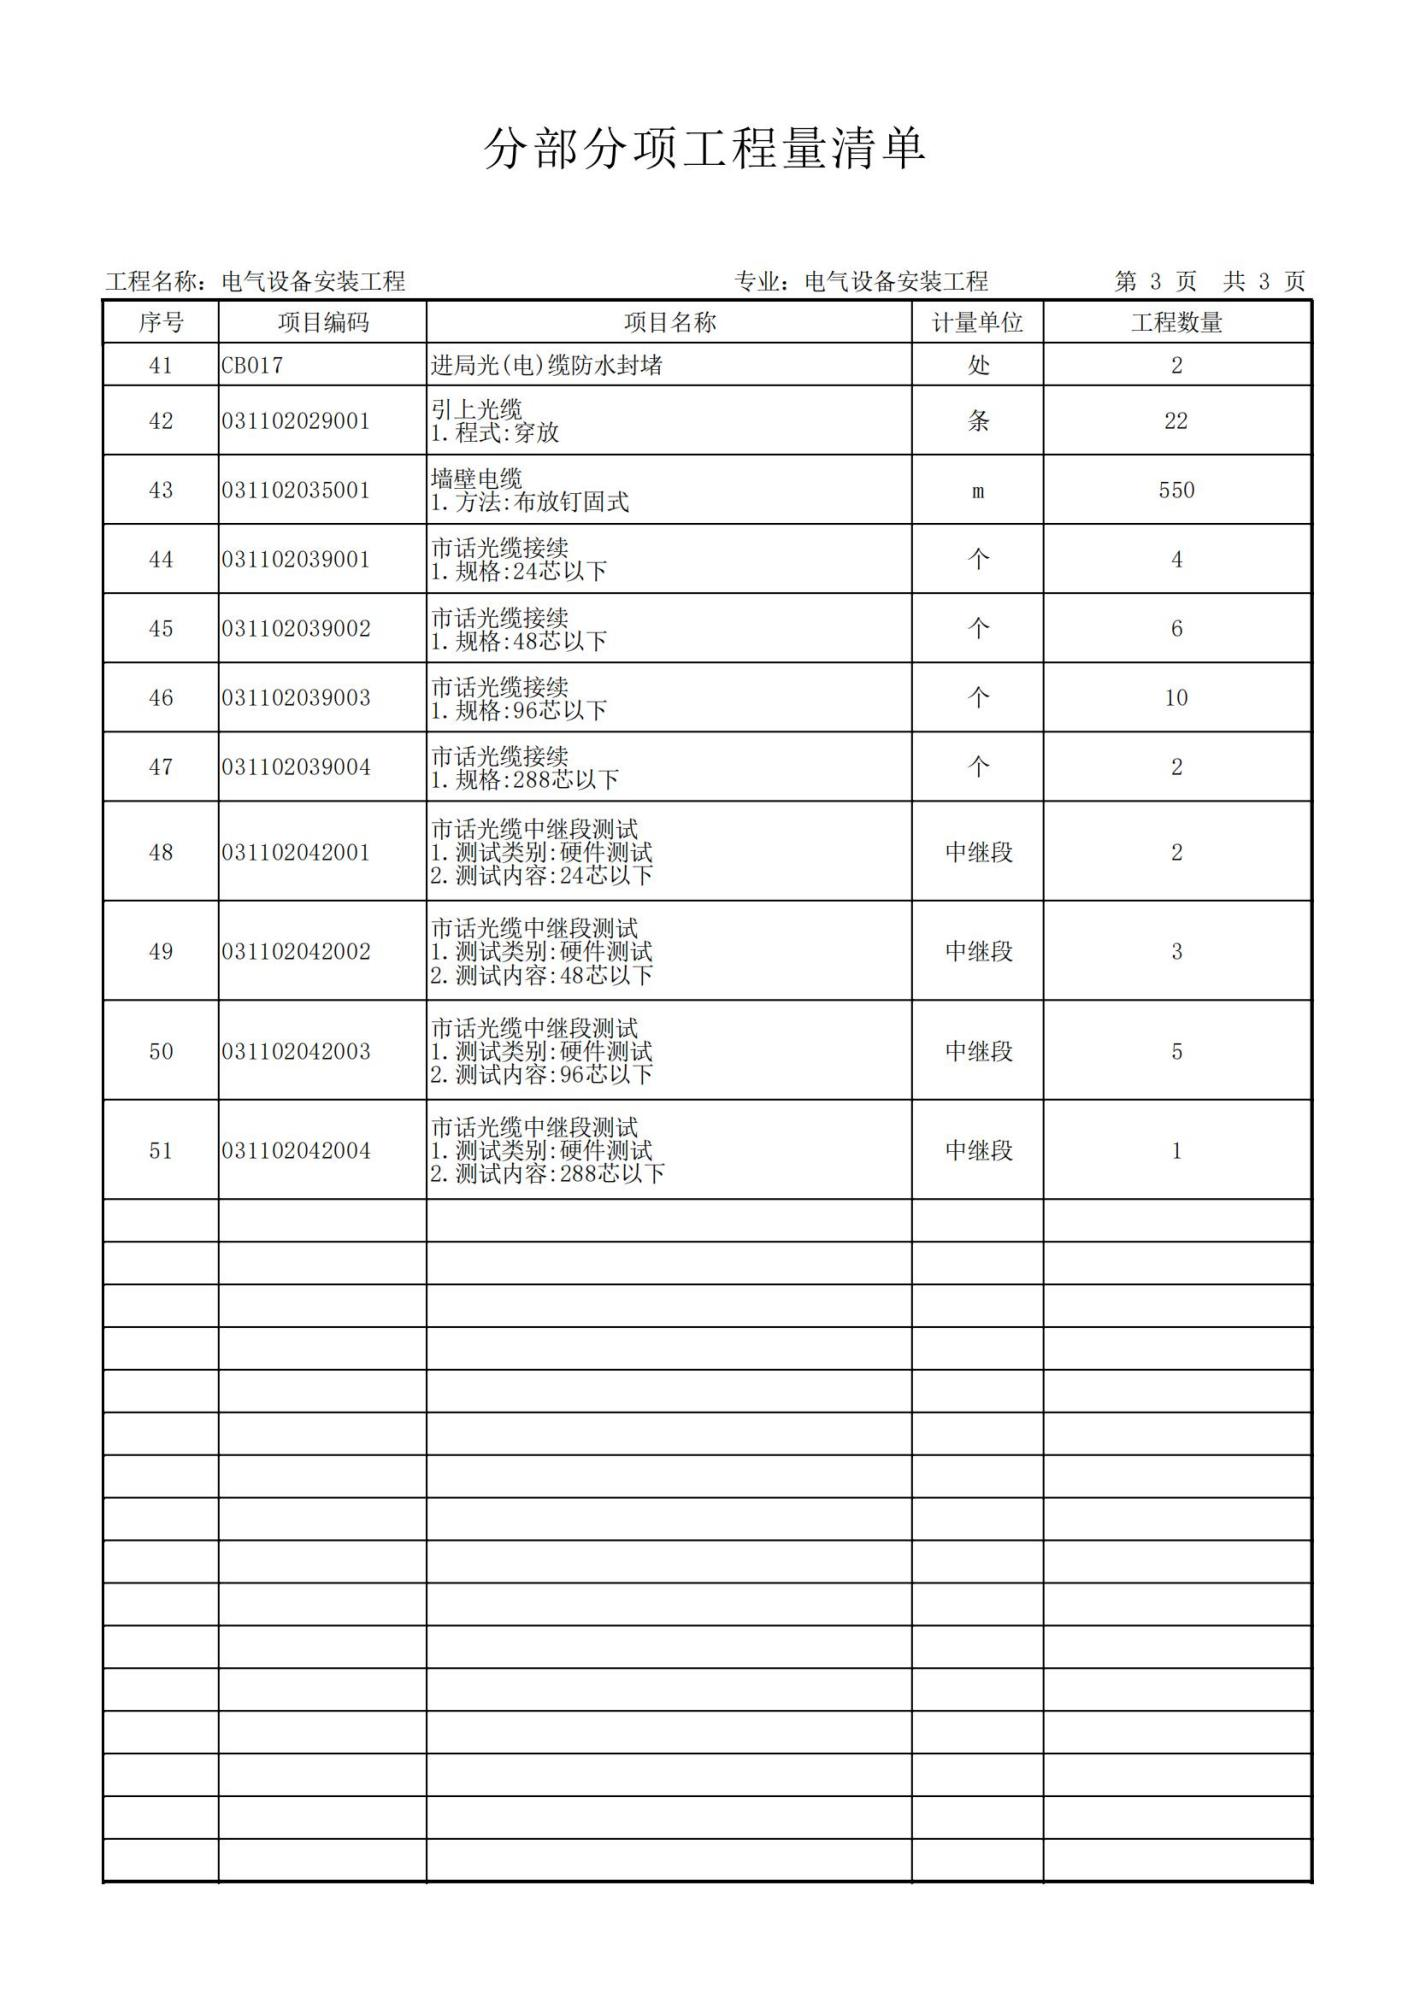 分部分项工程量清单
工程名称：电气设备安装工程 专业：电气设备安装工程 第 3 页 共 3 页
序号 项目编码 项目名称 计量单位 工程数量
41 CB017 进局光(电)缆防水封堵 处 2
42 031102029001 引上光缆 条 22
1.程式:穿放
43 031102035001 墙壁电缆 m 550
1.方法:布放钉固式
44 031102039001 市话光缆接续 个 4
1.规格:24芯以下
45 031102039002 市话光缆接续 个 6
1.规格:48芯以下
46 031102039003 市话光缆接续 个 10
1.规格:96芯以下
47 031102039004 市话光缆接续 个 2
1.规格:288芯以下
48 031102042001 市话光缆中继段测试 中继段 2
1.测试类别:硬件测试
2.测试内容:24芯以下
49 031102042002 市话光缆中继段测试 中继段 3
1.测试类别:硬件测试
2.测试内容:48芯以下
50 031102042003 市话光缆中继段测试 中继段 5
1.测试类别:硬件测试
2.测试内容:96芯以下
51 031102042004 市话光缆中继段测试 中继段 1
1.测试类别:硬件测试
2.测试内容:288芯以下